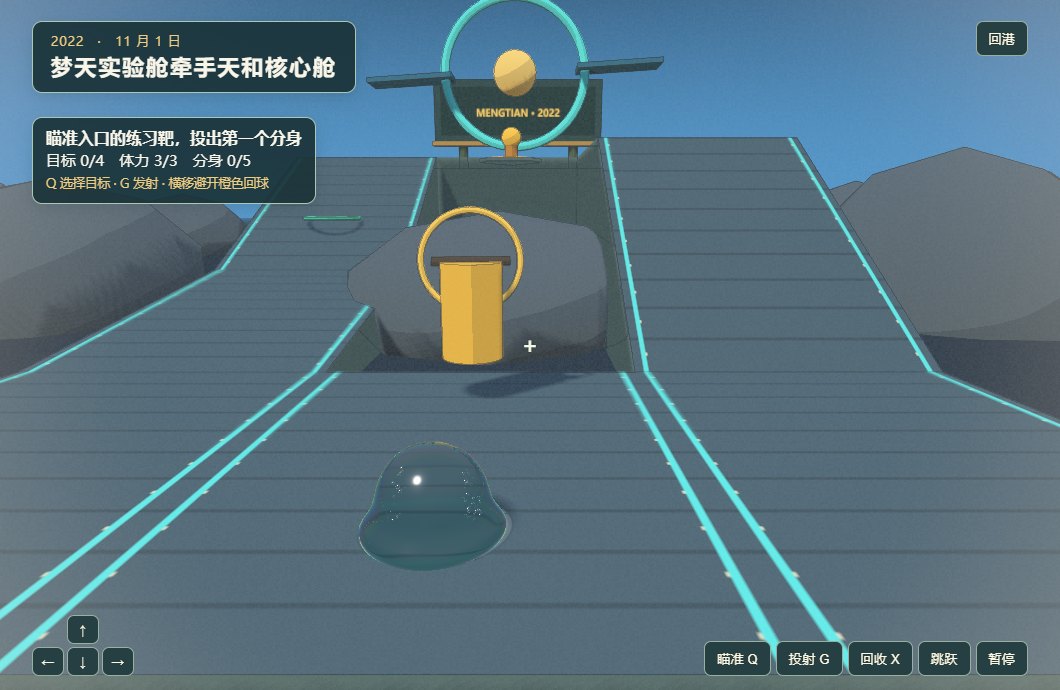 2022 · 11 月 1 日
梦天实验舱牵手天和核心舱
回港
瞄准入口的练习靶，投出第一个分身
目标 0/4 体力 3/3 分身 0/5
Q 选择目标 · G 发射 · 横移避开橙色回球
MENGTIAN • 2022
↑
← ↓ →
瞄准 Q 投射 G 回收 X 跳跃 暂停